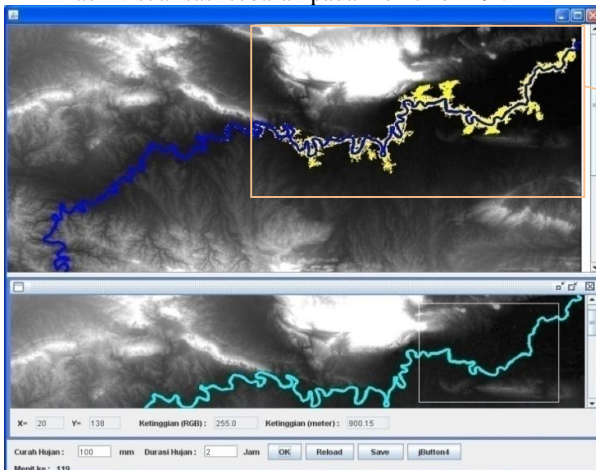 X= 20 Y= 138 Ketinggian (RGB) : 255.0 Ketinggian (meter) : 900.15
Curah Hujan : 100 mm Durasi Hujan : 2 Jam OK Reload Save jButton4
Menit ke : 119